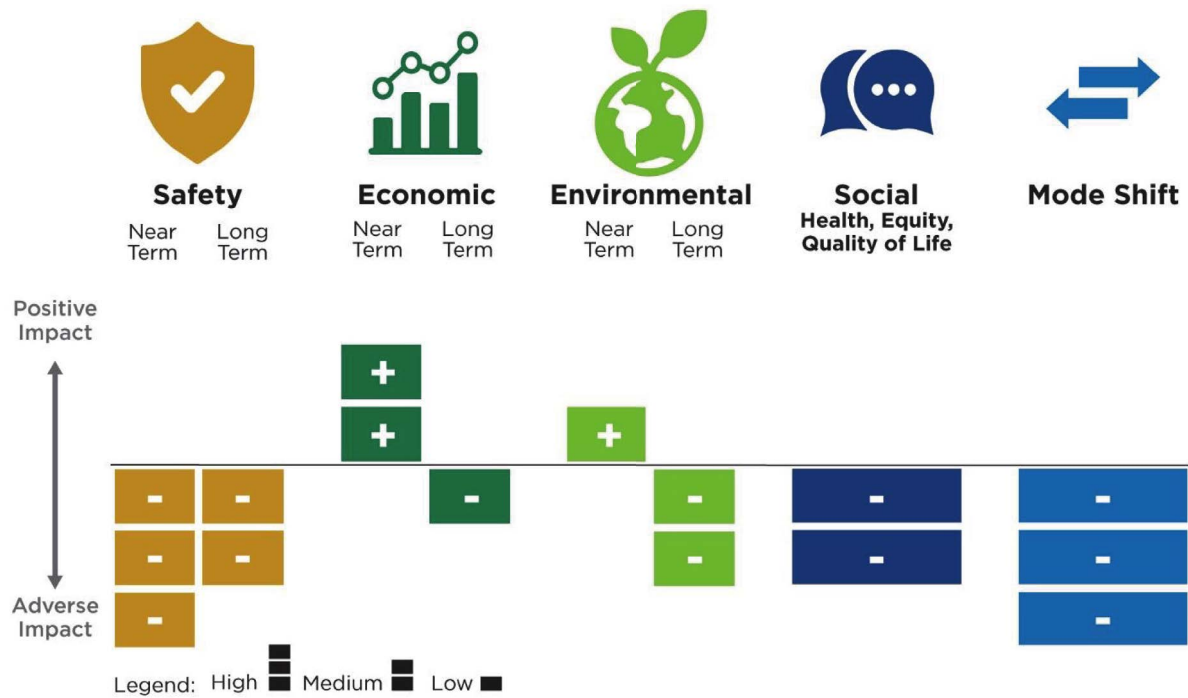 Safety
Economic
Environmental
Social
Health, Equity,
Quality of Life
Mode Shift
Near
Term
Long
Term
Near
Term
Long
Term
Near
Term
Long
Term
Positive
Impact
+
+
+
-
-
-
-
-
-
-
-
-
-
-
-
-
Adverse
Impact
Legend: High Medium Low